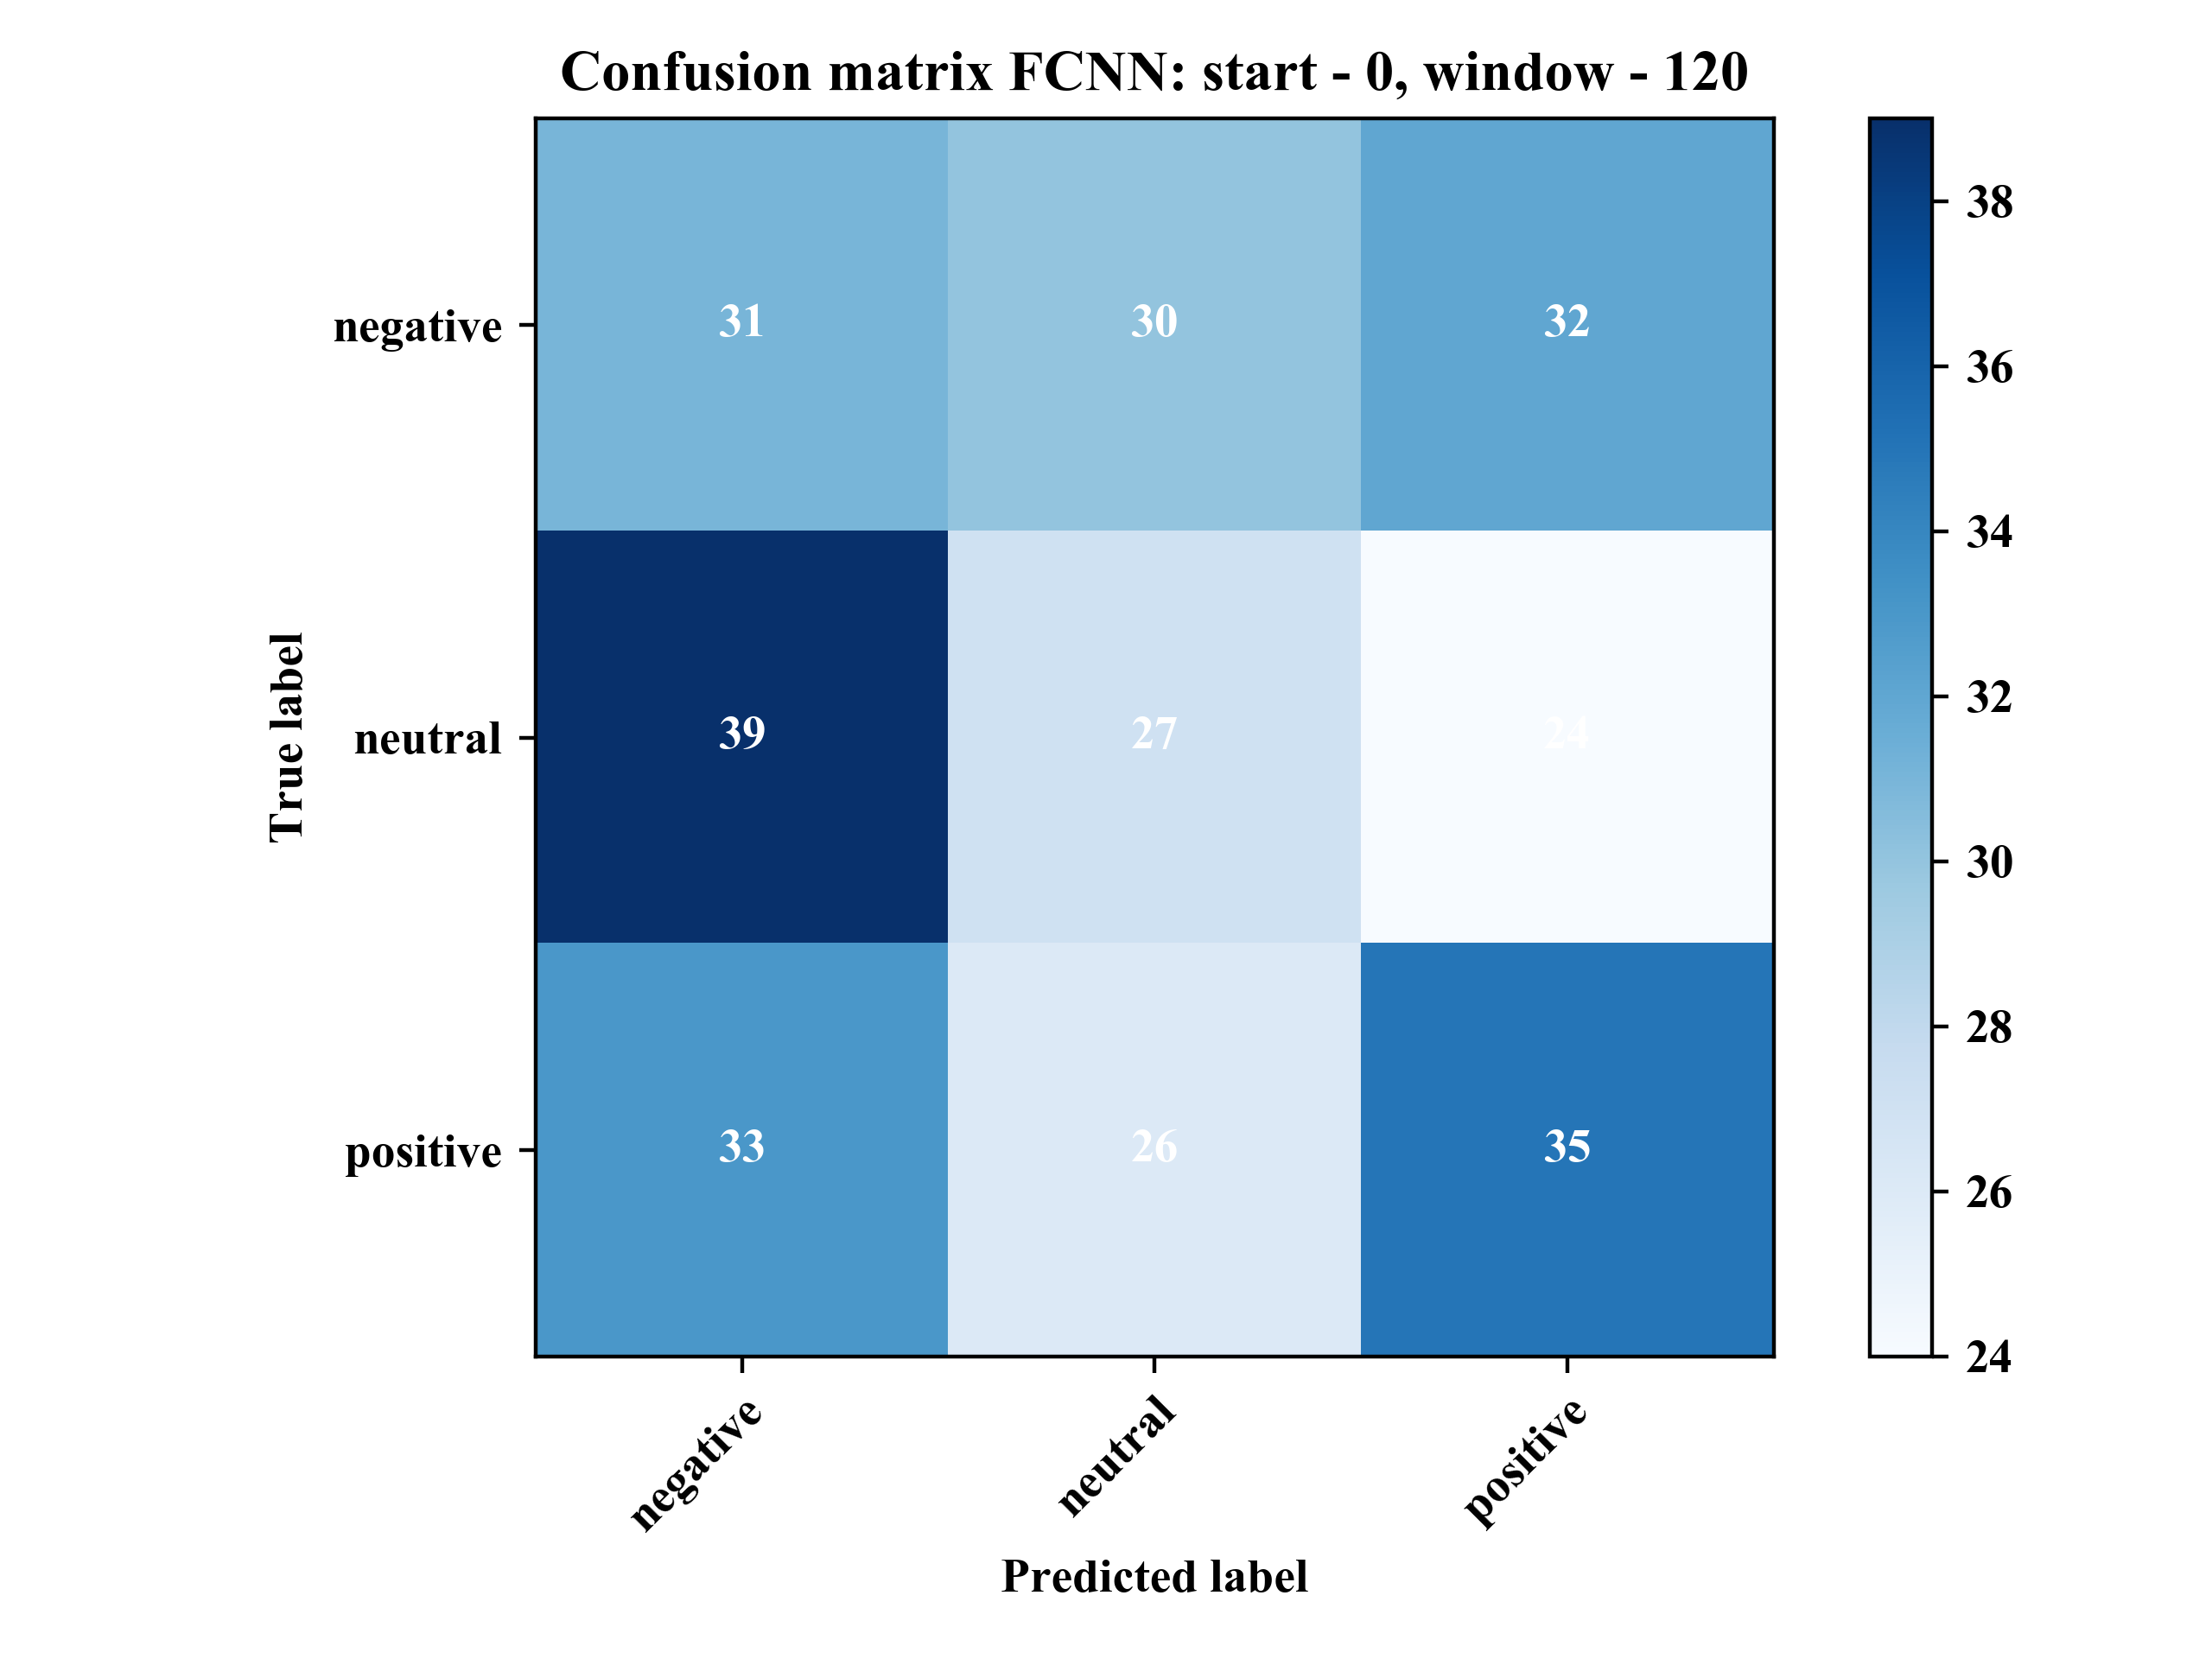 Confusion matrix FCNN: start - 0, window - 120
True label
negative
31
30
32
neutral
39
27
24
positive
33
26
35
negative
neutral
positive
Predicted label
38
36
34
32
30
28
26
24